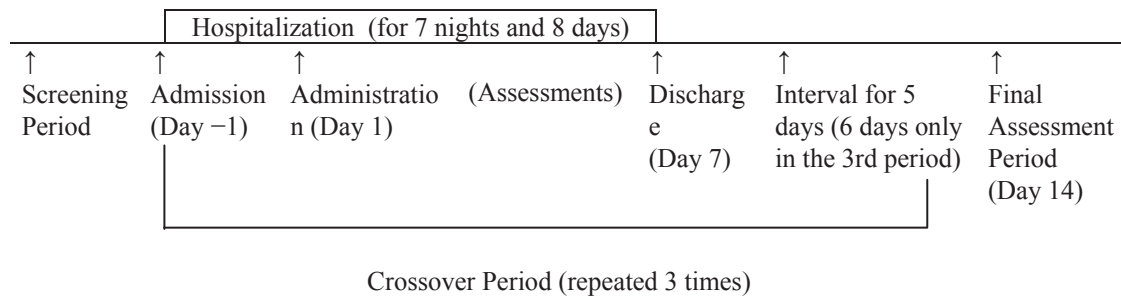 Hospitalization (for 7 nights and 8 days)
↑ ↑ ↑ ↑ ↑ ↑
Screening
Period
Admission
(Day −1)
Administratio
n (Day 1)
(Assessments)
Discharg
e
(Day 7)
Interval for 5
days (6 days only
in the 3rd period)
Final
Assessment
Period
(Day 14)
Crossover Period (repeated 3 times)